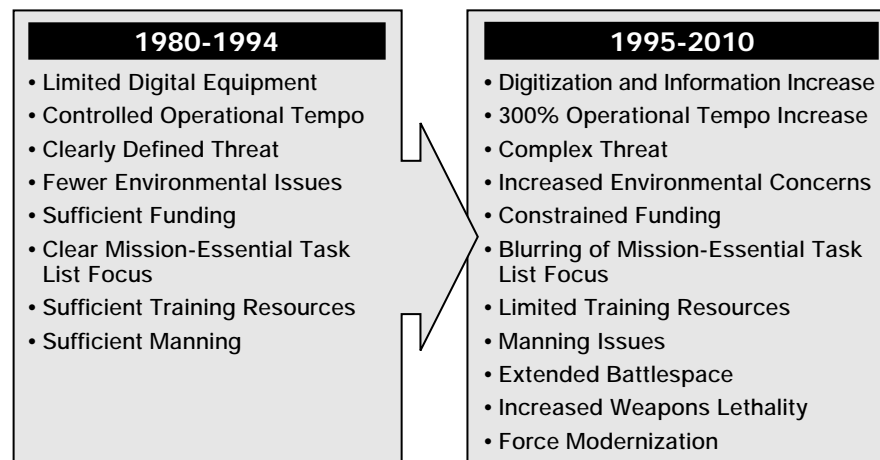 1980-1994
• Limited Digital Equipment
• Controlled Operational Tempo
• Clearly Defined Threat
• Fewer Environmental Issues
• Sufficient Funding
• Clear Mission-Essential Task
List Focus
• Sufficient Training Resources
• Sufficient Manning
1995-2010
• Digitization and Information Increase
• 300% Operational Tempo Increase
• Complex Threat
• Increased Environmental Concerns
• Constrained Funding
• Blurring of Mission-Essential Task
List Focus
• Limited Training Resources
• Manning Issues
• Extended Battlespace
• Increased Weapons Lethality
• Force Modernization